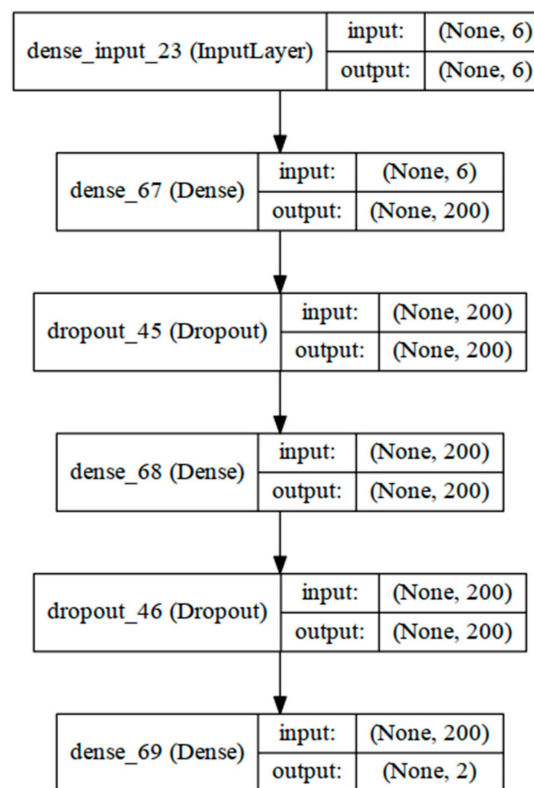 dense_input_23 (InputLayer)
input: (None, 6)
output: (None, 6)
dense_67 (Dense)
input: (None, 6)
output: (None, 200)
dropout_45 (Dropout)
input: (None, 200)
output: (None, 200)
dense_68 (Dense)
input: (None, 200)
output: (None, 200)
dropout_46 (Dropout)
input: (None, 200)
output: (None, 200)
dense_69 (Dense)
input: (None, 200)
output: (None, 2)